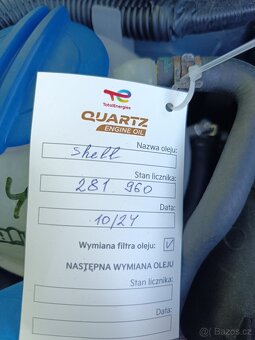 TotalEnergies
QUARTZ
ENGINE OIL
Nazwa oleju:
Shell
Stan licznika:
281.960
Data:
10/24
Wymiana filtra oleju: ☑
NASTĘPNA WYMIANA OLEJU
Stan licznika:
Data:
Bazos.cz